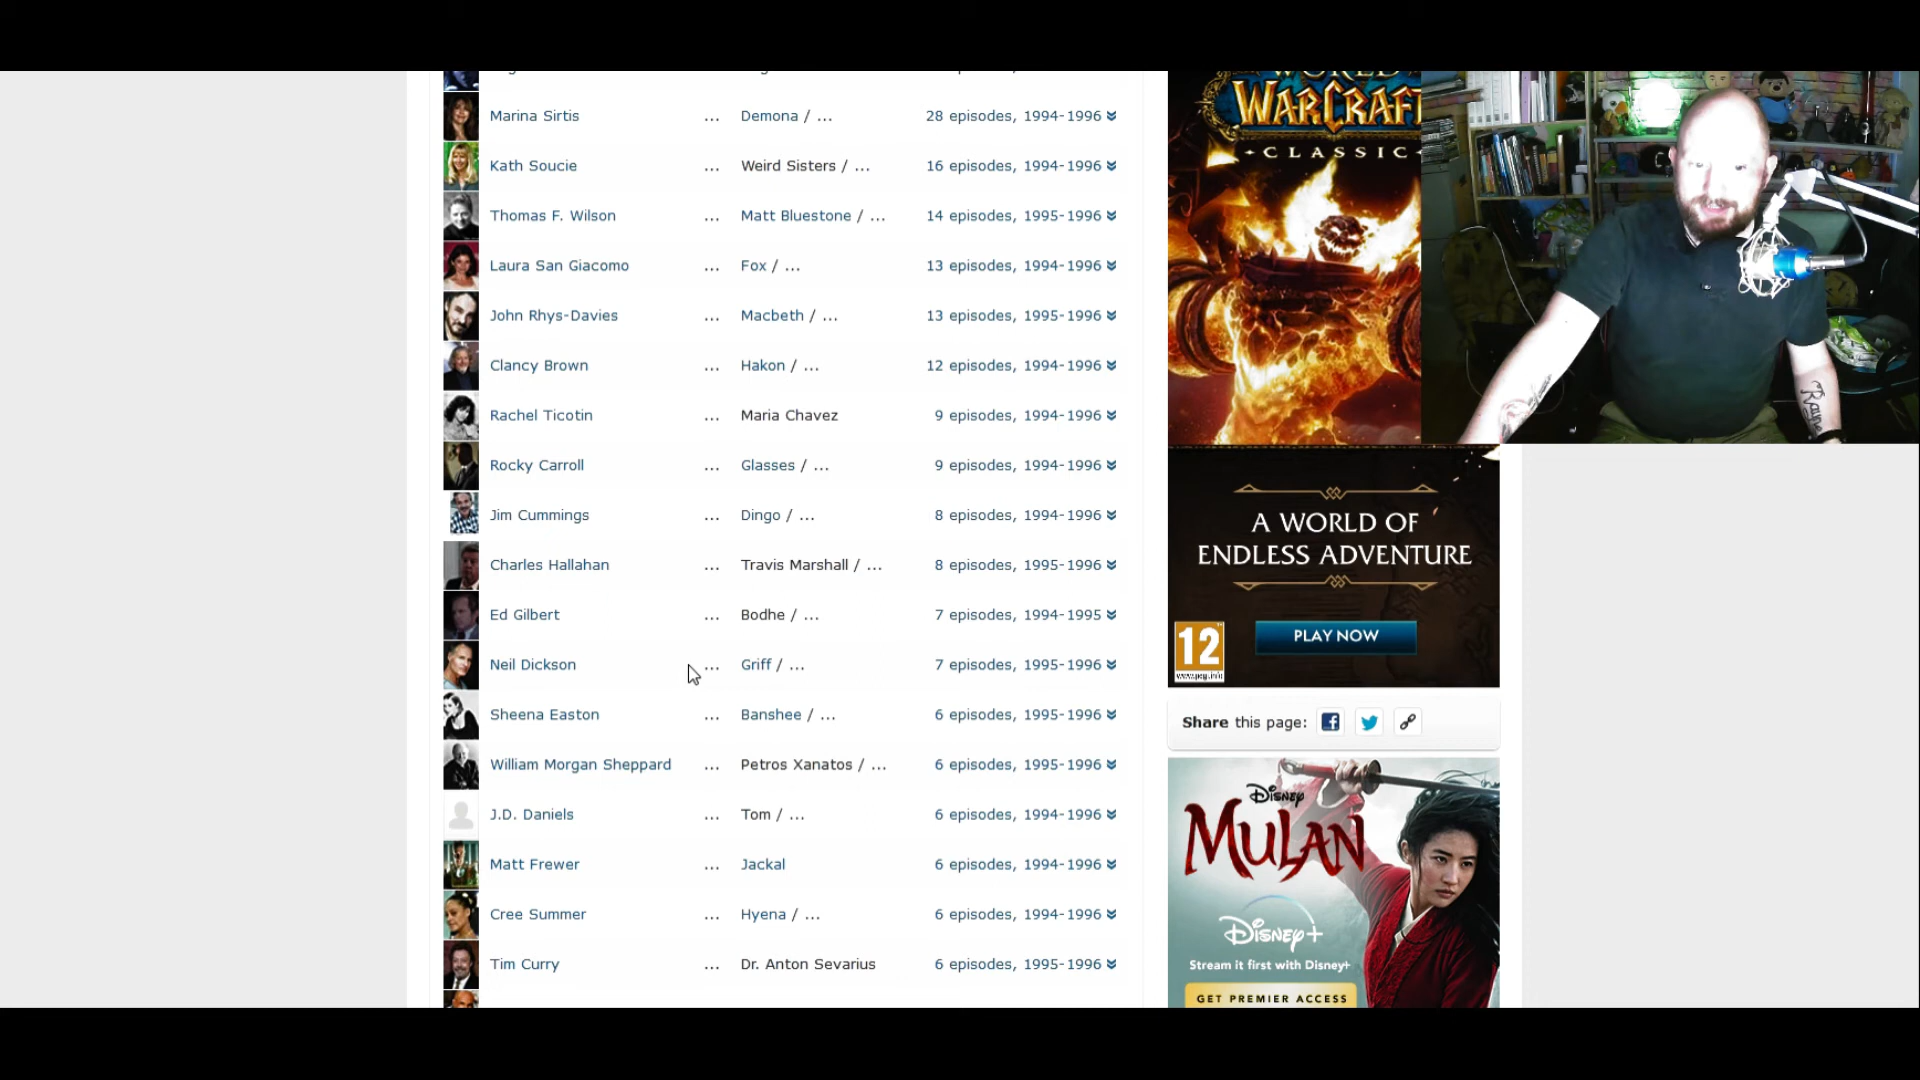 Marina Sirtis ... Demona / ... 28 episodes, 1994-1996
Kath Soucie ... Weird Sisters / ... 16 episodes, 1994-1996
Thomas F. Wilson ... Matt Bluestone / ... 14 episodes, 1995-1996
Laura San Giacomo ... Fox / ... 13 episodes, 1994-1996
John Rhys-Davies ... Macbeth / ... 13 episodes, 1995-1996
Clancy Brown ... Hakon / ... 12 episodes, 1994-1996
Rachel Ticotin ... Maria Chavez 9 episodes, 1994-1996
Rocky Carroll ... Glasses / ... 9 episodes, 1994-1996
Jim Cummings ... Dingo / ... 8 episodes, 1994-1996
Charles Hallahan ... Travis Marshall / ... 8 episodes, 1995-1996
Ed Gilbert ... Bodhe / ... 7 episodes, 1994-1995
Neil Dickson ... Griff / ... 7 episodes, 1995-1996
Sheena Easton ... Banshee / ... 6 episodes, 1995-1996
William Morgan Sheppard ... Petros Xanatos / ... 6 episodes, 1995-1996
J.D. Daniels ... Tom / ... 6 episodes, 1994-1996
Matt Frewer ... Jackal 6 episodes, 1994-1996
Cree Summer ... Hyena / ... 6 episodes, 1994-1996
Tim Curry ... Dr. Anton Sevarius 6 episodes, 1995-1996
WORLD
WARCRAFT
CLASSIC
A WORLD OF
ENDLESS ADVENTURE
PLAY NOW
12
www.pegi.info
Share this page:
Disney
MULAN
Disney+
Stream it first with Disney+
GET PREMIER ACCESS
Rayne